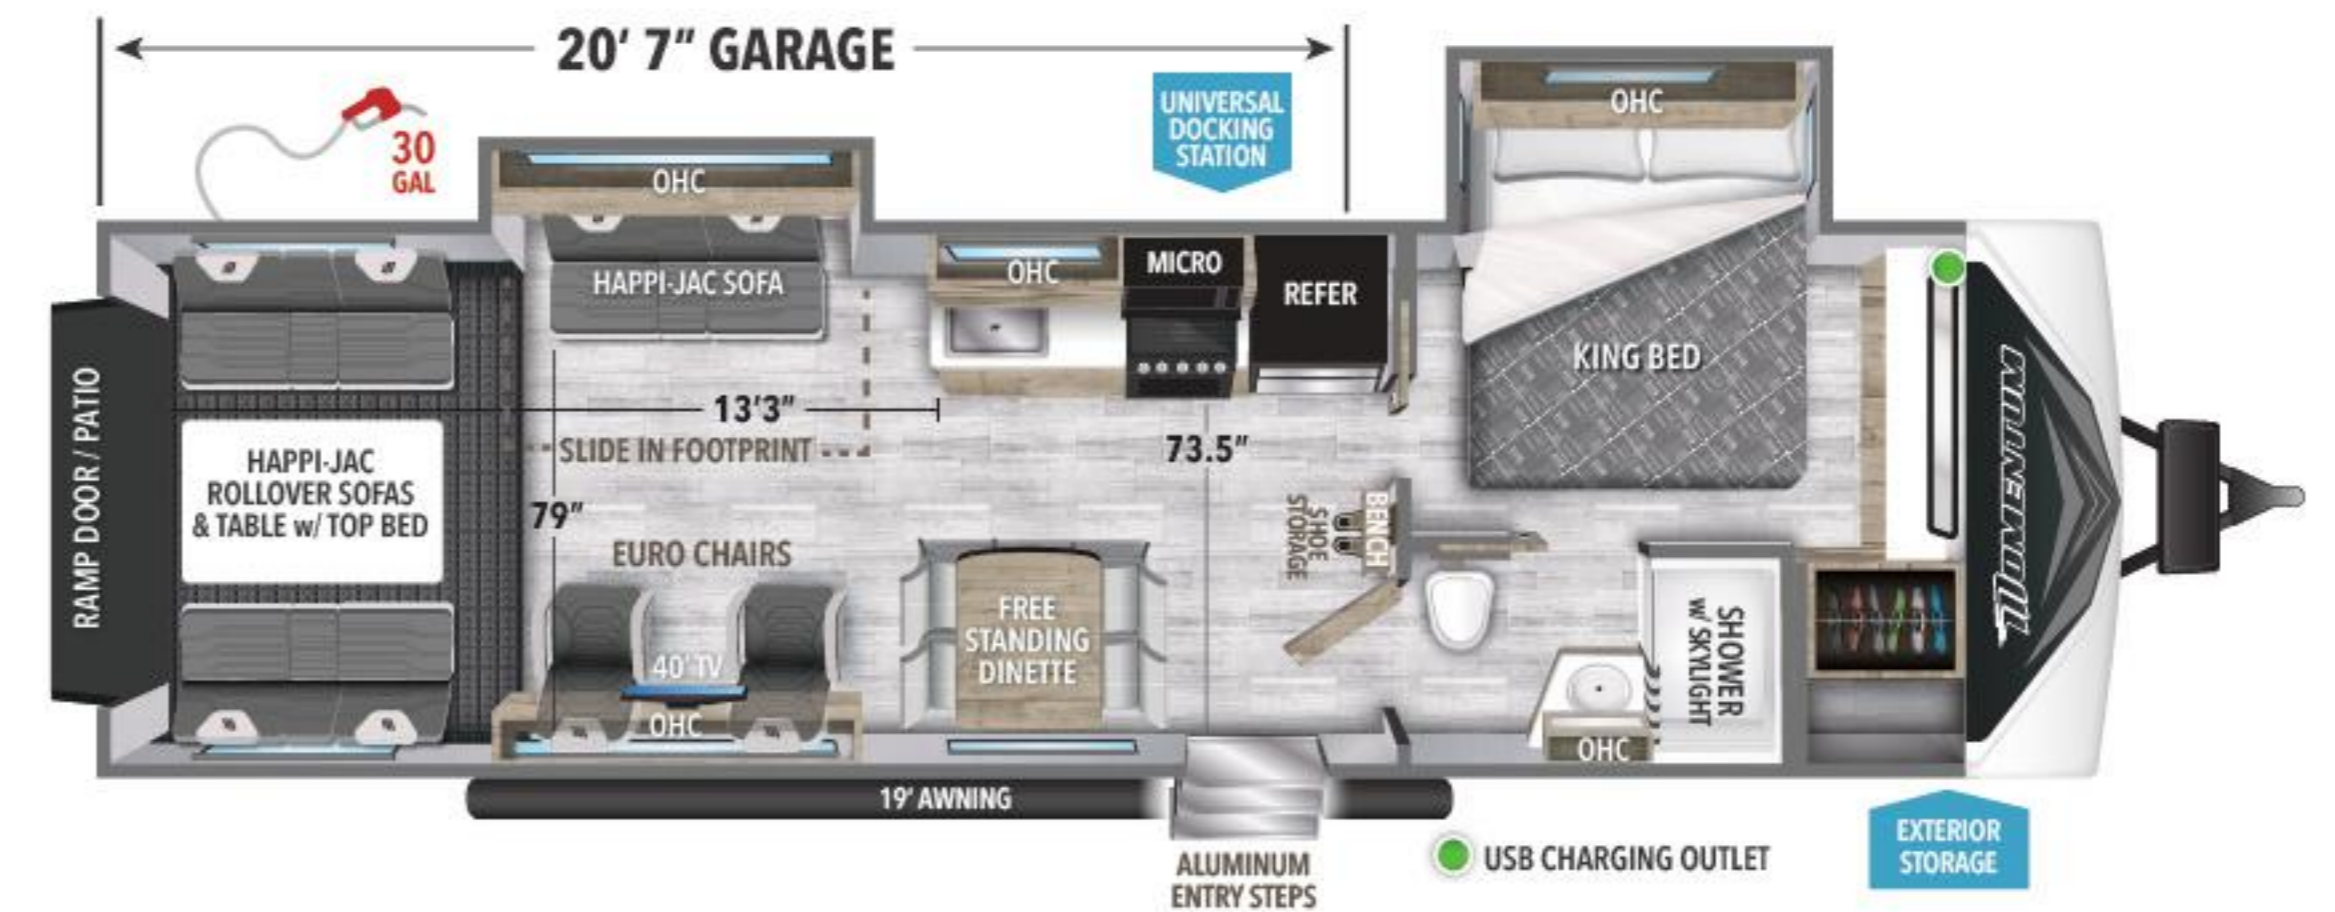 20' 7" GARAGE
30
GAL
UNIVERSAL
DOCKING
STATION
OHC
OHC
HAPPI-JAC SOFA
OHC
MICRO
REFER
KING BED
13'3"
SLIDE IN FOOTPRINT
73.5"
79"
RAMP DOOR / PATIO
HAPPI-JAC
ROLLOVER SOFAS
& TABLE w/ TOP BED
EURO CHAIRS
40' TV
OHC
FREE
STANDING
DINETTE
BENCH
SHOE
STORAGE
SHOWER
w/ SKYLIGHT
OHC
MOMENTUM
19' AWNING
ALUMINUM
ENTRY STEPS
USB CHARGING OUTLET
EXTERIOR
STORAGE